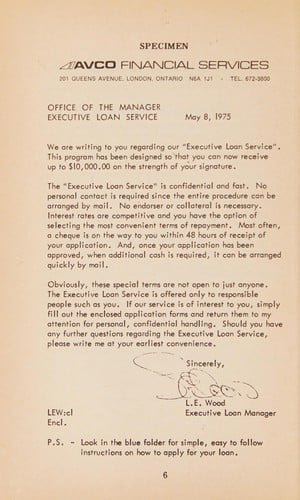 SPECIMEN
AVCO FINANCIAL SERVICES
201 QUEENS AVENUE, LONDON, ONTARIO N6A 1J1 - TEL. 672-3800
OFFICE OF THE MANAGER
EXECUTIVE LOAN SERVICE May 8, 1975
We are writing to you regarding our "Executive Loan Service".
This program has been designed so that you can now receive
up to $10,000.00 on the strength of your signature.
The "Executive Loan Service" is confidential and fast. No
personal contact is required since the entire procedure can be
arranged by mail. No endorser or collateral is necessary.
Interest rates are competitive and you have the option of
selecting the most convenient terms of repayment. Most often,
a cheque is on the way to you within 48 hours of receipt of
your application. And, once your application has been
approved, when additional cash is required, it can be arranged
quickly by mail.
Obviously, these special terms are not open to just anyone.
The Executive Loan Service is offered only to responsible
people such as you. If our service is of interest to you, simply
fill out the enclosed application forms and return them to my
attention for personal, confidential handling. Should you have
any further questions regarding the Executive Loan Service,
please write me at your earliest convenience.
Sincerely,
L.E. Wood
LEW:cl Executive Loan Manager
Encl.
P.S. - Look in the blue folder for simple, easy to follow
instructions on how to apply for your loan.
6